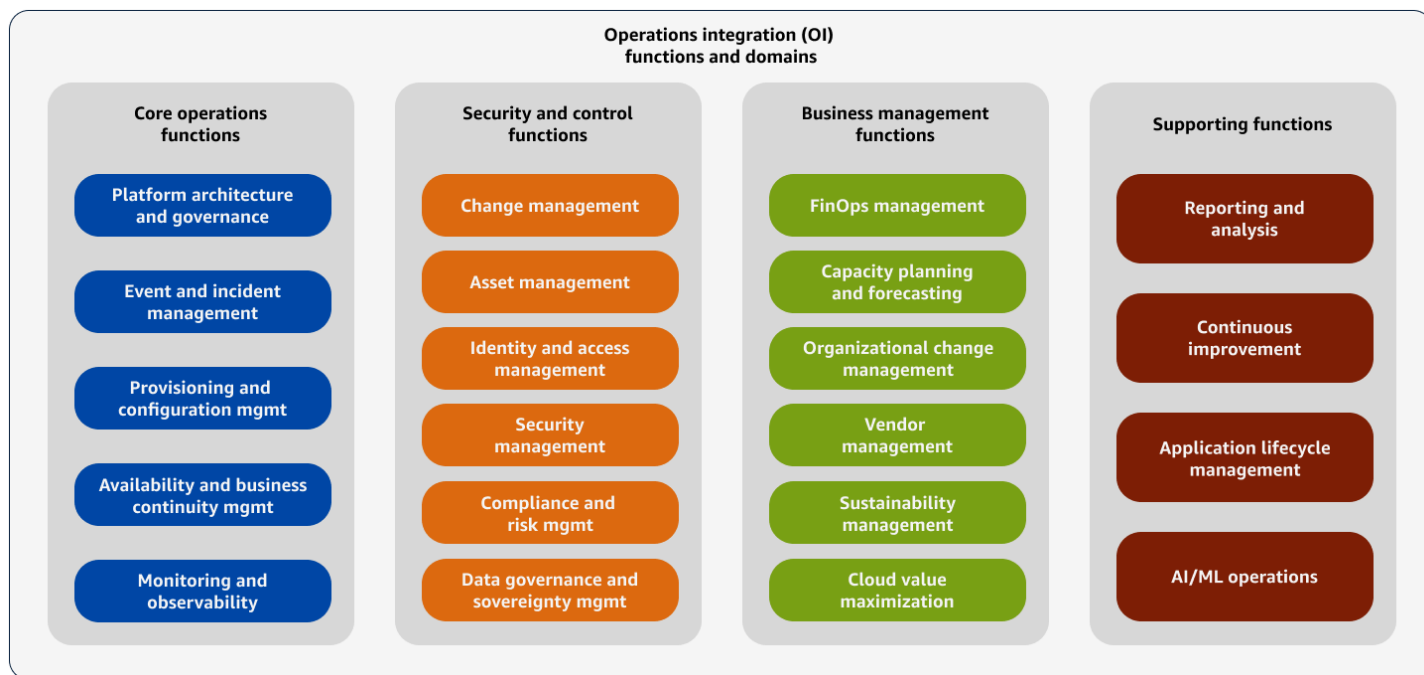 Operations integration (OI)
functions and domains
Core operations
functions
Platform architecture
and governance
Event and incident
management
Provisioning and
configuration mgmt
Availability and business
continuity mgmt
Monitoring and
observability
Security and control
functions
Change management
Asset management
Identity and access
management
Security
management
Compliance and
risk mgmt
Data governance and
sovereignty mgmt
Business management
functions
FinOps management
Capacity planning
and forecasting
Organizational change
management
Vendor
management
Sustainability
management
Cloud value
maximization
Supporting functions
Reporting and
analysis
Continuous
improvement
Application lifecycle
management
AI/ML operations